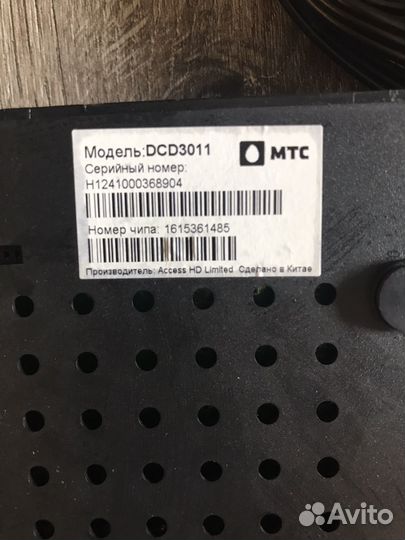 Модель:DCD3011
МТС
Серийный номер:
H1241000368904
Номер чипа: 1615361485
Производитель: Access HD Limited Сделано в Китае
Avito